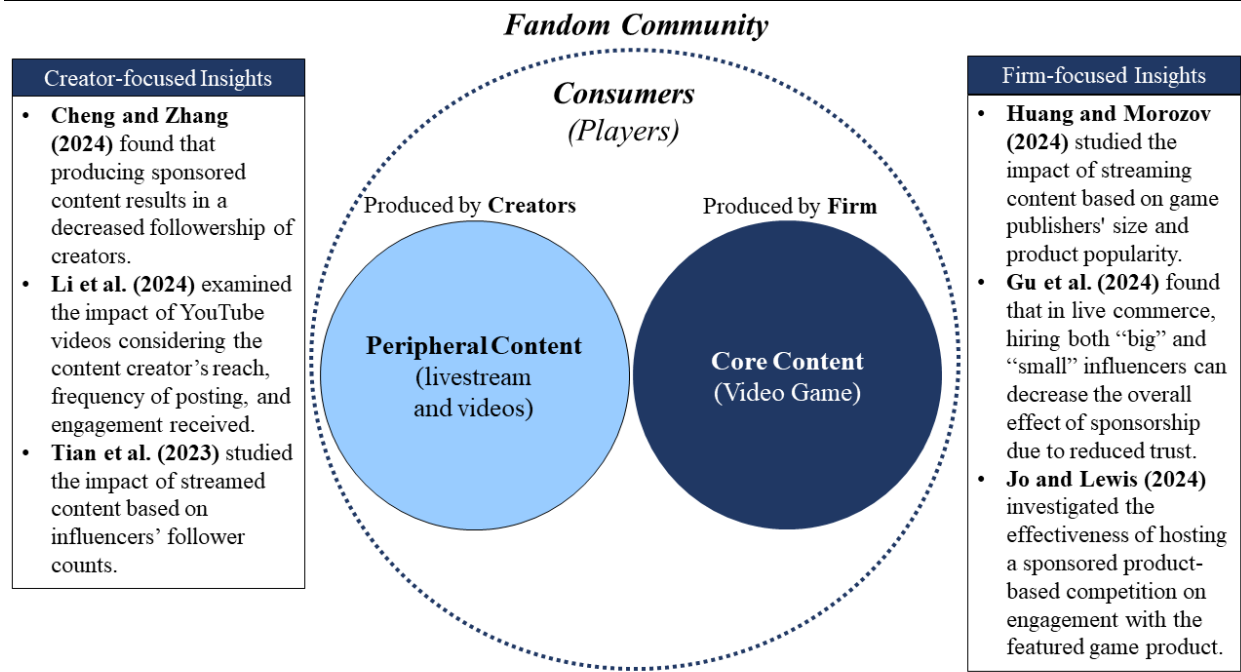 Fandom Community
Creator-focused Insights
• Cheng and Zhang
(2024) found that
producing sponsored
content results in a
decreased followership of
creators.
• Li et al. (2024) examined
the impact of YouTube
videos considering the
content creator's reach,
frequency of posting, and
engagement received.
• Tian et al. (2023) studied
the impact of streamed
content based on
influencers' follower
counts.
Consumers
(Players)
Produced by Creators
Peripheral Content
(livestream
and videos)
Produced by Firm
Core Content
(Video Game)
Firm-focused Insights
• Huang and Morozov
(2024) studied the
impact of streaming
content based on game
publishers' size and
product popularity.
• Gu et al. (2024) found
that in live commerce,
hiring both “big” and
“small” influencers can
decrease the overall
effect of sponsorship
due to reduced trust.
• Jo and Lewis (2024)
investigated the
effectiveness of hosting
a sponsored product-
based competition on
engagement with the
featured game product.